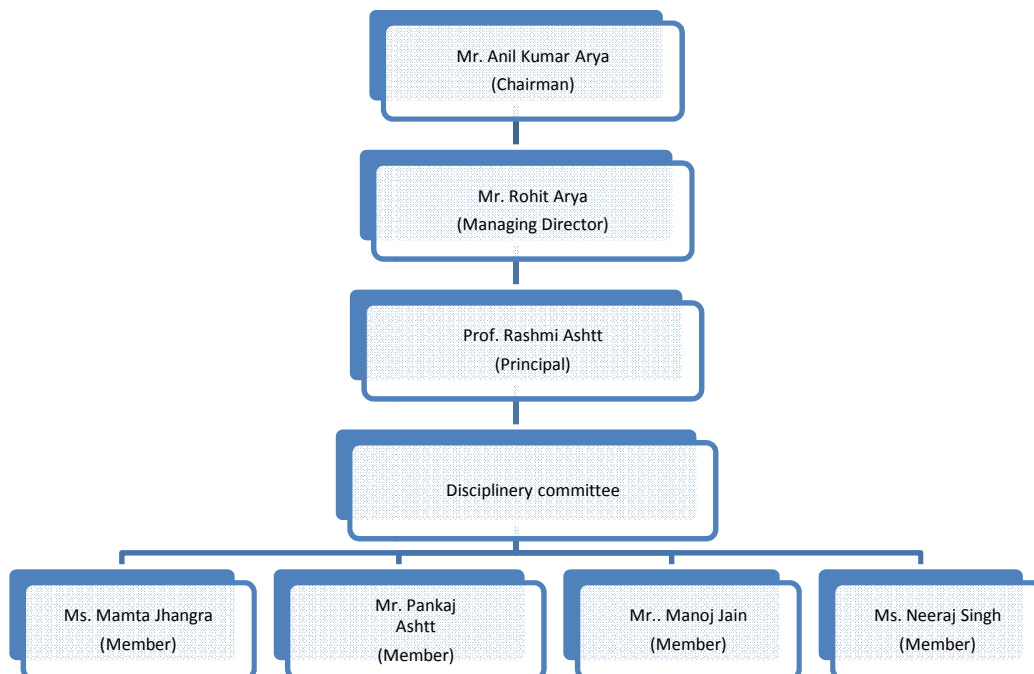 Mr. Anil Kumar Arya
(Chairman)
Mr. Rohit Arya
(Managing Director)
Prof. Rashmi Ashtt
(Principal)
Disciplinery committee
Ms. Mamta Jhangra
(Member)
Mr. Pankaj
Ashtt
(Member)
Mr.. Manoj Jain
(Member)
Ms. Neeraj Singh
(Member)